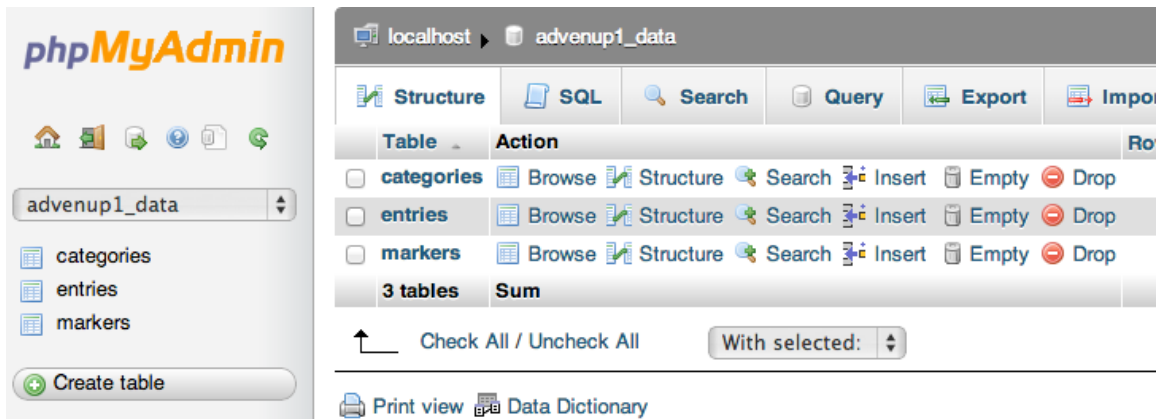 phpMyAdmin
advenup1_data
categories
entries
markers
Create table
localhost advenup1_data
Structure SQL Search Query Export Impor
Table Action Ro
categories Browse Structure Search Insert Empty Drop
entries Browse Structure Search Insert Empty Drop
markers Browse Structure Search Insert Empty Drop
3 tables Sum
Check All / Uncheck All With selected:
Print view Data Dictionary